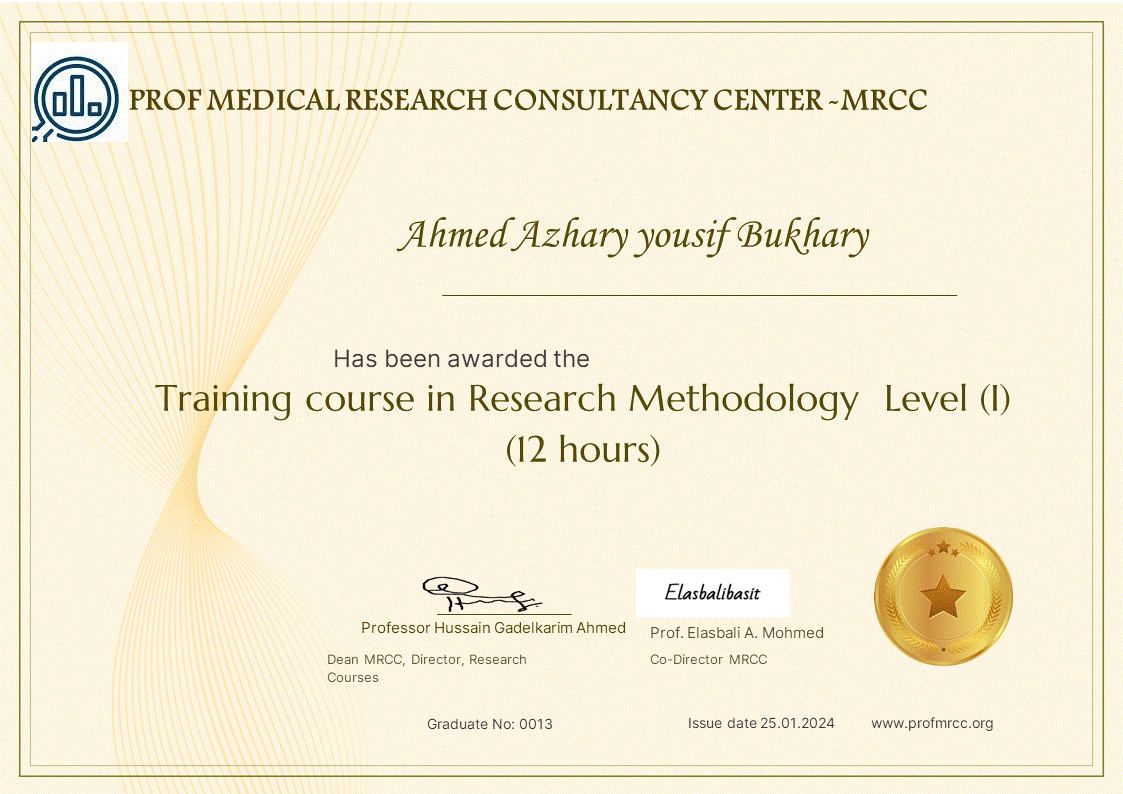 PROF MEDICAL RESEARCH CONSULTANCY CENTER -MRCC
Ahmed Azhary yousif Bukhary
Has been awarded the
Training course in Research Methodology Level (I)
(12 hours)
Elasbalibasit
Professor Hussain Gadelkarim Ahmed
Prof. Elasbali A. Mohmed
Dean MRCC, Director, Research
Courses
Co-Director MRCC
Graduate No: 0013
Issue date 25.01.2024
www.profmrcc.org